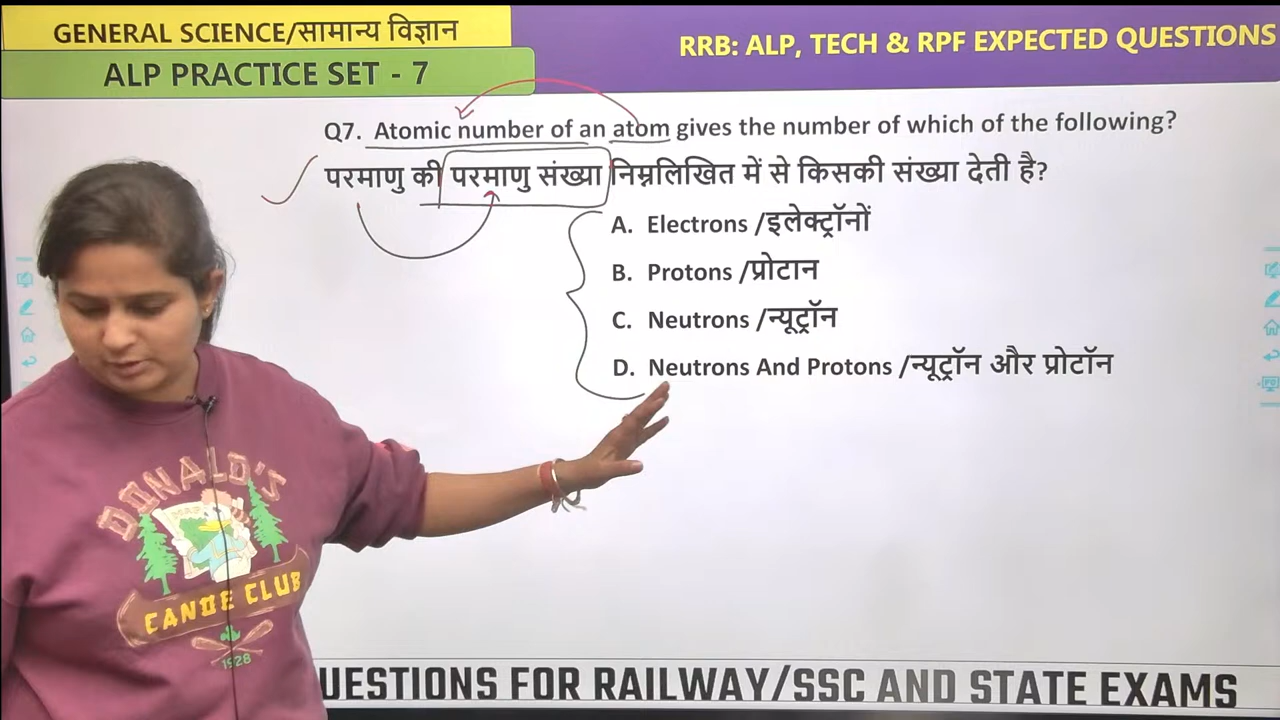 GENERAL SCIENCE/सामान्य विज्ञान
RRB: ALP, TECH & RPF EXPECTED QUESTIONS
ALP PRACTICE SET - 7
Q7. Atomic number of an atom gives the number of which of the following?
परमाणु की परमाणु संख्या निम्नलिखित में से किसकी संख्या देती है?
A. Electrons /इलेक्ट्रॉनों
B. Protons /प्रोटान
C. Neutrons /न्यूट्रॉन
D. Neutrons And Protons /न्यूट्रॉन और प्रोटॉन
DONALD'S
MAP
CANOE CLUB
1928
UESTIONS FOR RAILWAY/SSC AND STATE EXAMS